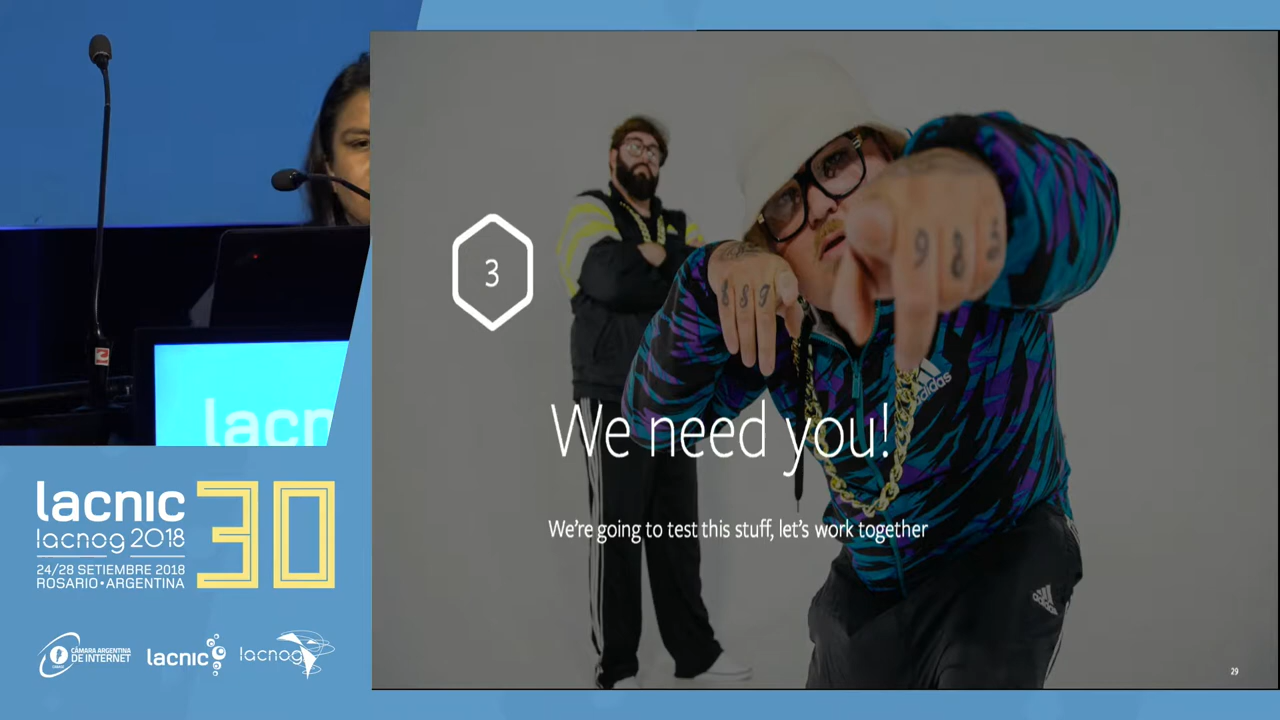 lacn
lacnic
lacnog 2018
30
24/28 SETIEMBRE 2018
ROSARIO•ARGENTINA
CÁMARA ARGENTINA
DE INTERNET
lacnic
lacnog
3
adidas
We need you!
We're going to test this stuff, let's work together
29